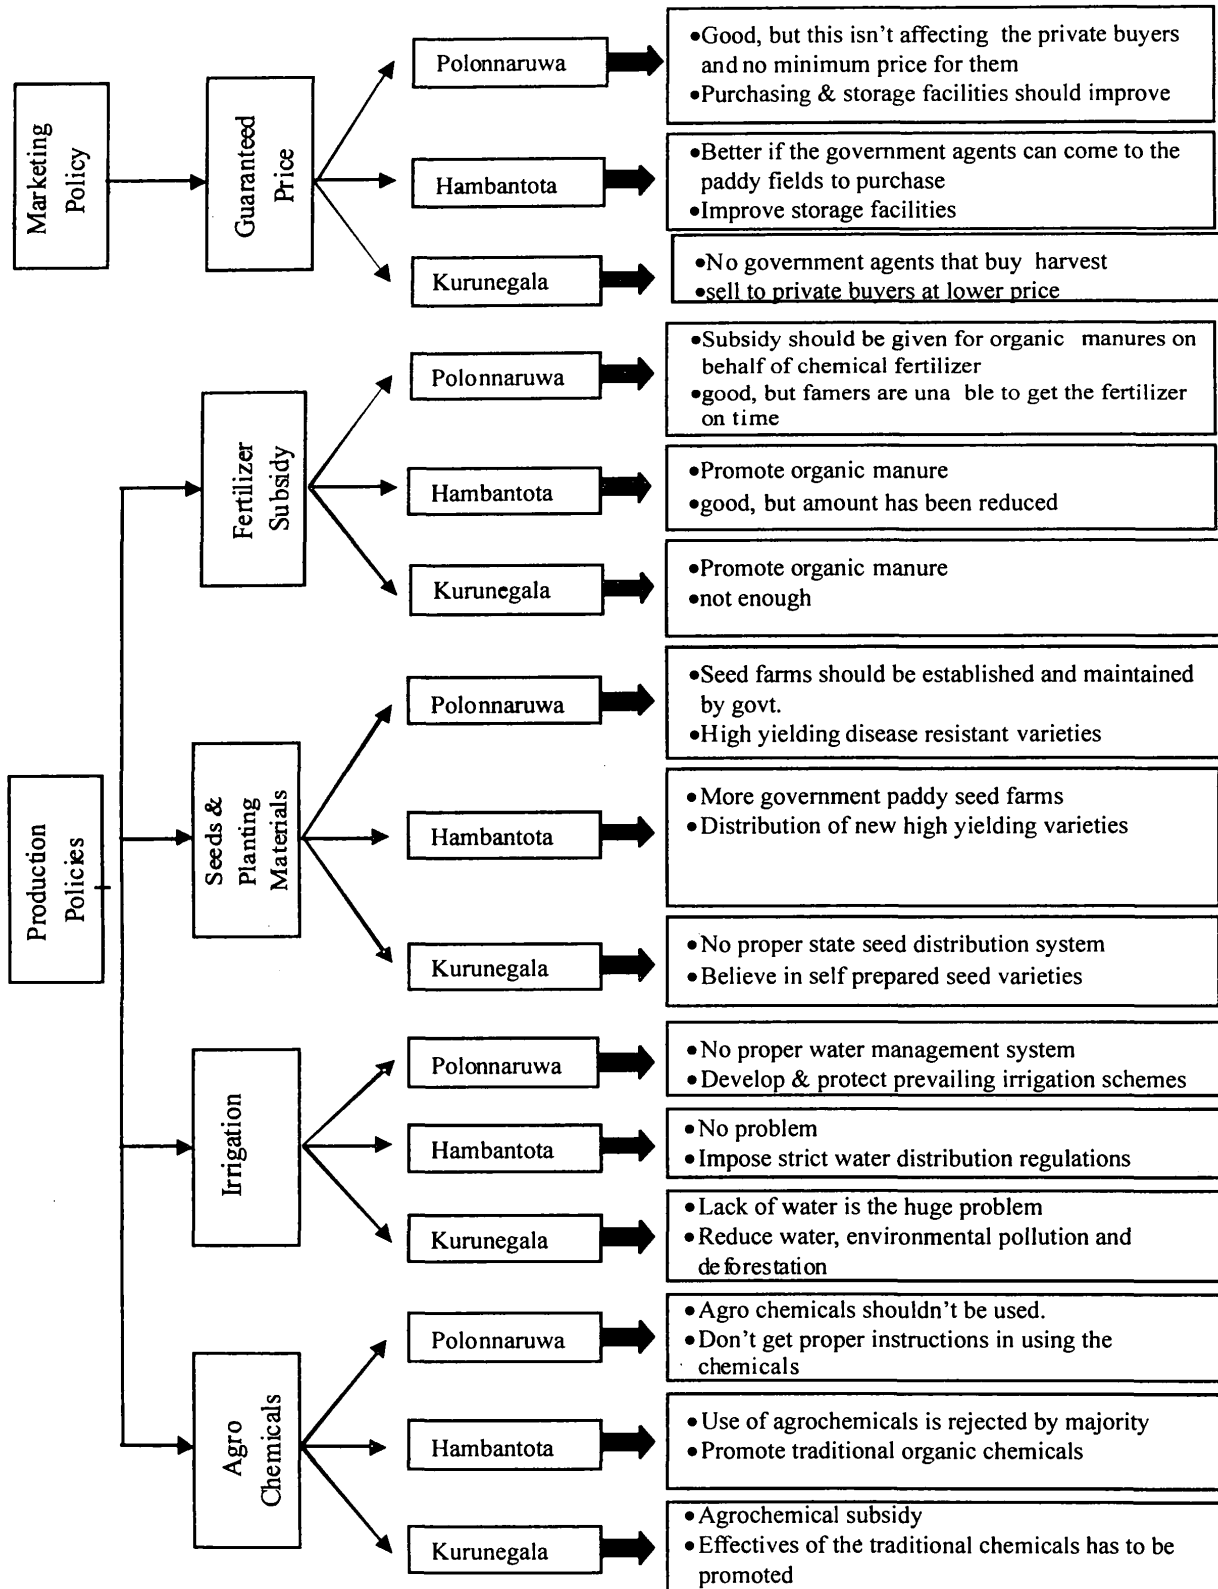 Marketing
Policy
Guaranteed
Price
Polonnaruwa
•Good, but this isn't affecting the private buyers
and no minimum price for them
•Purchasing & storage facilities should improve
Hambantota
•Better if the government agents can come to the
paddy fields to purchase
•Improve storage facilities
Kurunegala
•No government agents that buy harvest
•sell to private buyers at lower price
Production
Policies
Fertilizer
Subsidy
Polonnaruwa
•Subsidy should be given for organic manures on
behalf of chemical fertilizer
•good, but famers are una ble to get the fertilizer
on time
Hambantota
•Promote organic manure
•good, but amount has been reduced
Kurunegala
•Promote organic manure
•not enough
Seeds &
Planting
Materials
Polonnaruwa
•Seed farms should be established and maintained
by govt.
•High yielding disease resistant varieties
Hambantota
•More government paddy seed farms
•Distribution of new high yielding varieties
Kurunegala
•No proper state seed distribution system
•Believe in self prepared seed varieties
Irrigation
Polonnaruwa
•No proper water management system
•Develop & protect prevailing irrigation schemes
Hambantota
•No problem
•Impose strict water distribution regulations
Kurunegala
•Lack of water is the huge problem
•Reduce water, environmental pollution and
deforestation
Agro
Chemicals
Polonnaruwa
•Agro chemicals shouldn't be used.
•Don't get proper instructions in using the
chemicals
Hambantota
•Use of agrochemicals is rejected by majority
•Promote traditional organic chemicals
Kurunegala
•Agrochemical subsidy
•Effectives of the traditional chemicals has to be
promoted